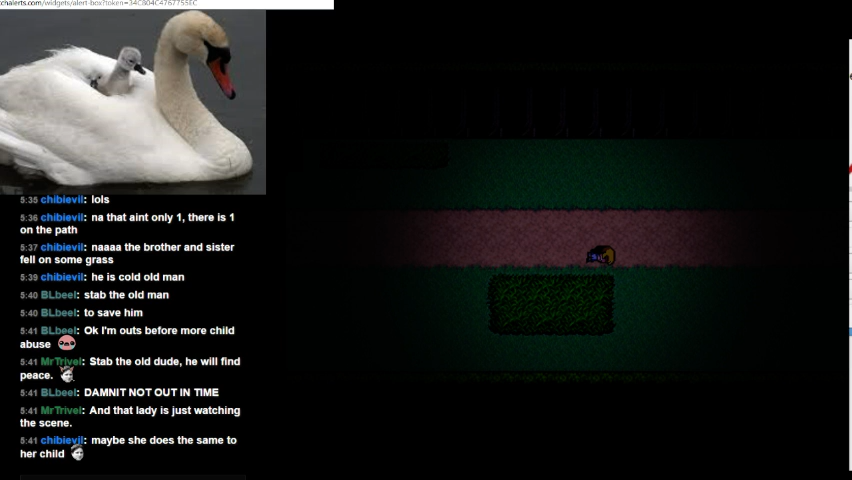 chalerts.com/widgets/alert-box?token=34C804C4767755EC
5:35 chibievil: lols
5:36 chibievil: na that aint only 1, there is 1
on the path
5:37 chibievil: naaaa the brother and sister
fell on some grass
5:39 chibievil: he is cold old man
5:40 BLbeel: stab the old man
5:40 BLbeel: to save him
5:41 BLbeel: Ok I'm outs before more child
abuse
5:41 MrTrivel: Stab the old dude, he will find
peace.
5:41 BLbeel: DAMNIT NOT OUT IN TIME
5:41 MrTrivel: And that lady is just watching
the scene.
5:41 chibievil: maybe she does the same to
her child